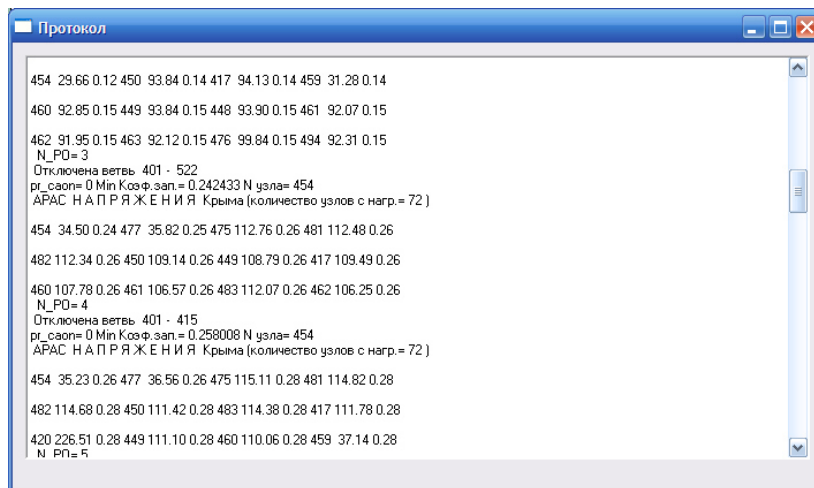 Протокол
454 29.66 0.12 450 93.84 0.14 417 94.13 0.14 459 31.28 0.14
460 92.85 0.15 449 93.84 0.15 448 93.90 0.15 461 92.07 0.15
462 91.95 0.15 463 92.12 0.15 476 99.84 0.15 494 92.31 0.15
N_PO= 3
Отключена ветвь 401 - 522
pr_caon= 0 Min Коэф.зап.= 0.242433 N узла= 454
АРАС Н А П Р Я Ж Е Н И Я Крыма (количество узлов с нагр.= 72 )
454 34.50 0.24 477 35.82 0.25 475 112.76 0.26 481 112.48 0.26
482 112.34 0.26 450 109.14 0.26 449 108.79 0.26 417 109.49 0.26
460 107.78 0.26 461 106.57 0.26 483 112.07 0.26 462 106.25 0.26
N_PO= 4
Отключена ветвь 401 - 415
pr_caon= 0 Min Коэф.зап.= 0.258008 N узла= 454
АРАС Н А П Р Я Ж Е Н И Я Крыма (количество узлов с нагр.= 72 )
454 35.23 0.26 477 36.56 0.26 475 115.11 0.28 481 114.82 0.28
482 114.68 0.28 450 111.42 0.28 483 114.38 0.28 417 111.78 0.28
420 226.51 0.28 449 111.10 0.28 460 110.06 0.28 459 37.14 0.28
N_PO= 5